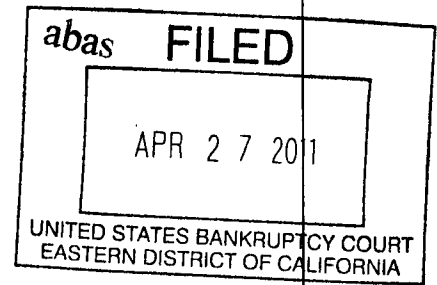 abas FILED
APR 27 2011
UNITED STATES BANKRUPTCY COURT
EASTERN DISTRICT OF CALIFORNIA